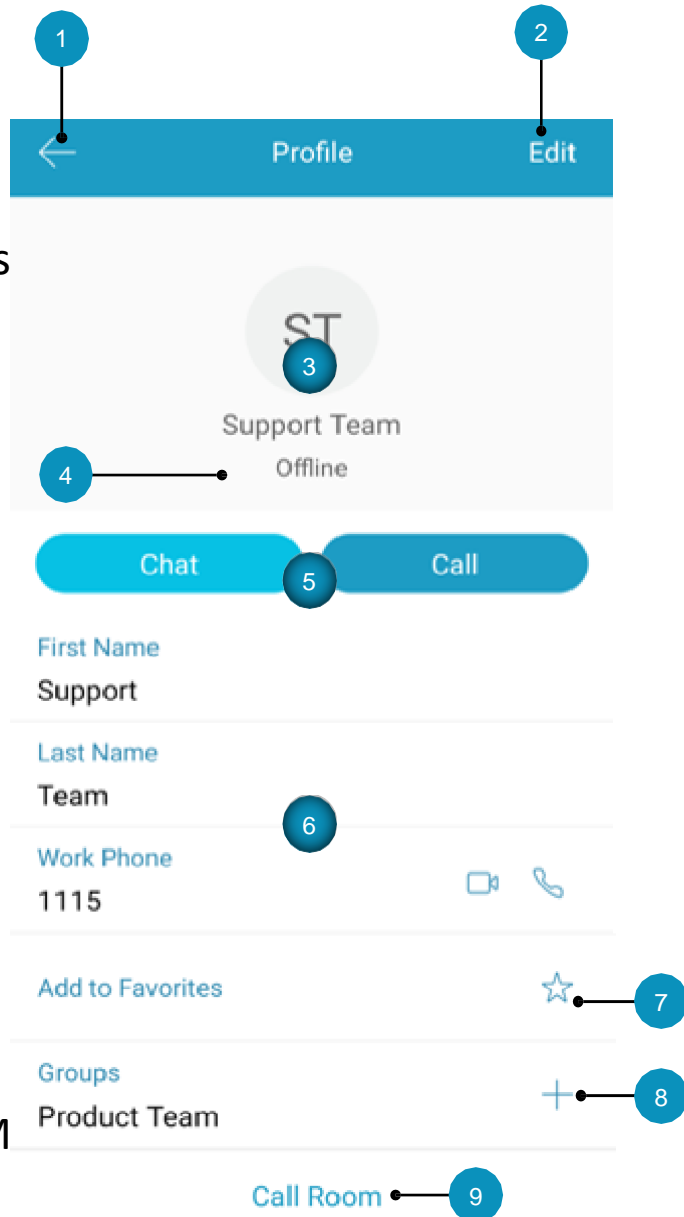 1
2
Profile
Edit
s
ST
3
Support Team
4
Offline
Chat
5
Call
First Name
Support
Last Name
Team
6
Work Phone
1115
Add to Favorites
7
Groups
8
Product Team
M
Call Room
9